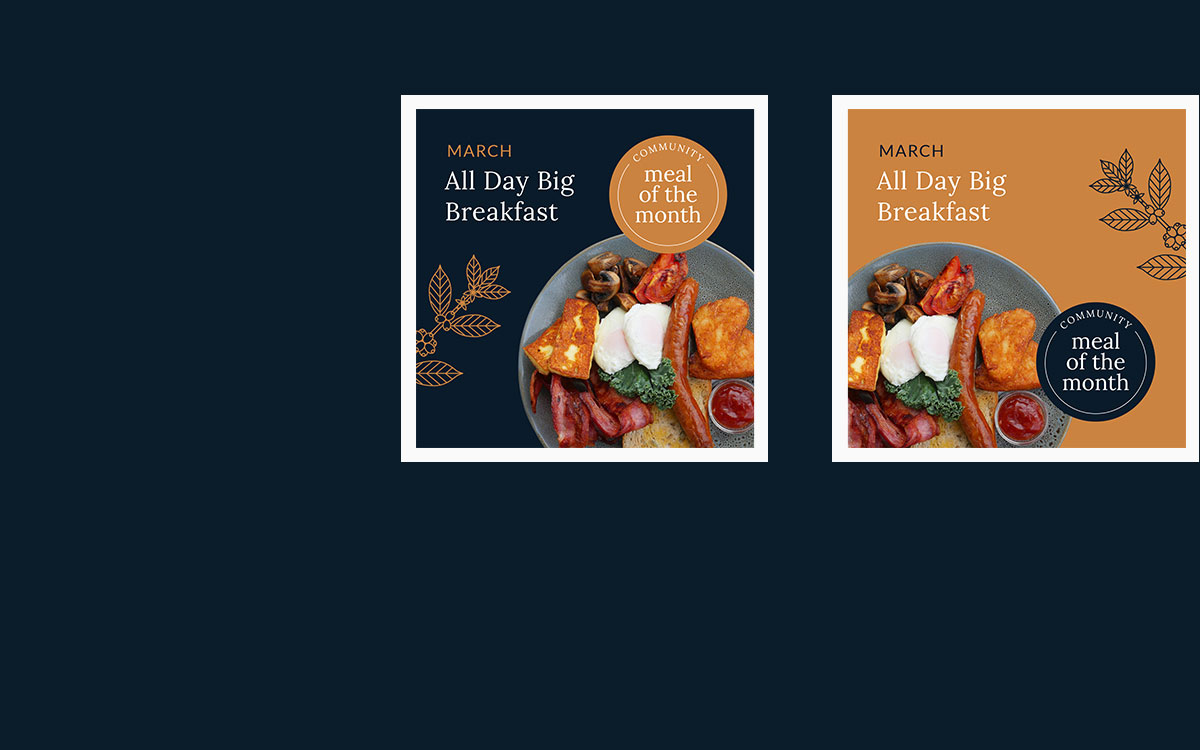 MARCH
All Day Big
Breakfast
COMMUNITY
meal
of the
month
MARCH
All Day Big
Breakfast
COMMUNITY
meal
of the
month